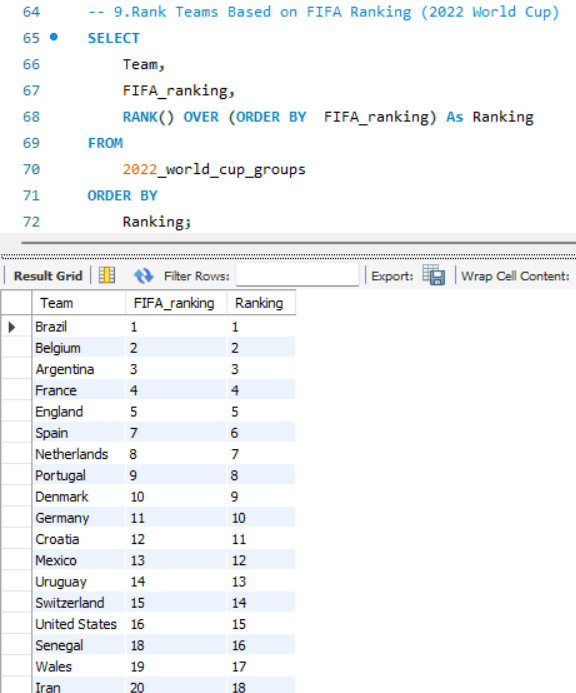 64 -- 9.Rank Teams Based on FIFA Ranking (2022 World Cup)
65 SELECT
66 Team,
67 FIFA_ranking,
68 RANK() OVER (ORDER BY  FIFA_ranking) As Ranking
69 FROM
70 2022_world_cup_groups
71 ORDER BY
72 Ranking;
Result Grid Filter Rows: Export: Wrap Cell Content:
Team FIFA_ranking Ranking
Brazil 1 1
Belgium 2 2
Argentina 3 3
France 4 4
England 5 5
Spain 7 6
Netherlands 8 7
Portugal 9 8
Denmark 10 9
Germany 11 10
Croatia 12 11
Mexico 13 12
Uruguay 14 13
Switzerland 15 14
United States 16 15
Senegal 18 16
Wales 19 17
Iran 20 18